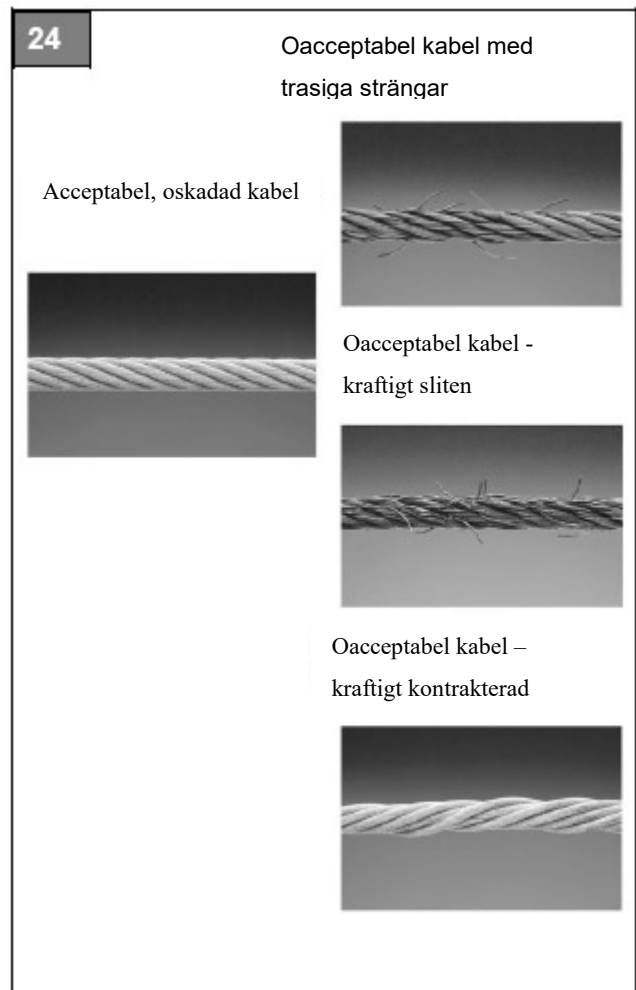 24
Oacceptabel kabel med
trasiga strängar
Acceptabel, oskadad kabel
Oacceptabel kabel -
kraftigt sliten
Oacceptabel kabel –
kraftigt kontrakterad